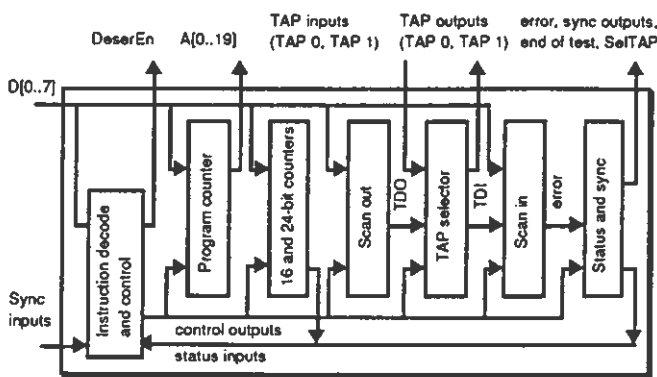 DeserEn
A[0..19]
TAP inputs
(TAP 0, TAP 1)
TAP outputs
(TAP 0, TAP 1)
error, sync outputs,
end of test, SelTAP
D[0..7]
Instruction decode
and control
Program counter
16 and 24-bit counters
Scan out
TDO
TAP selector
TDI
Scan in
error
Status and sync
Sync
inputs
control outputs
status inputs